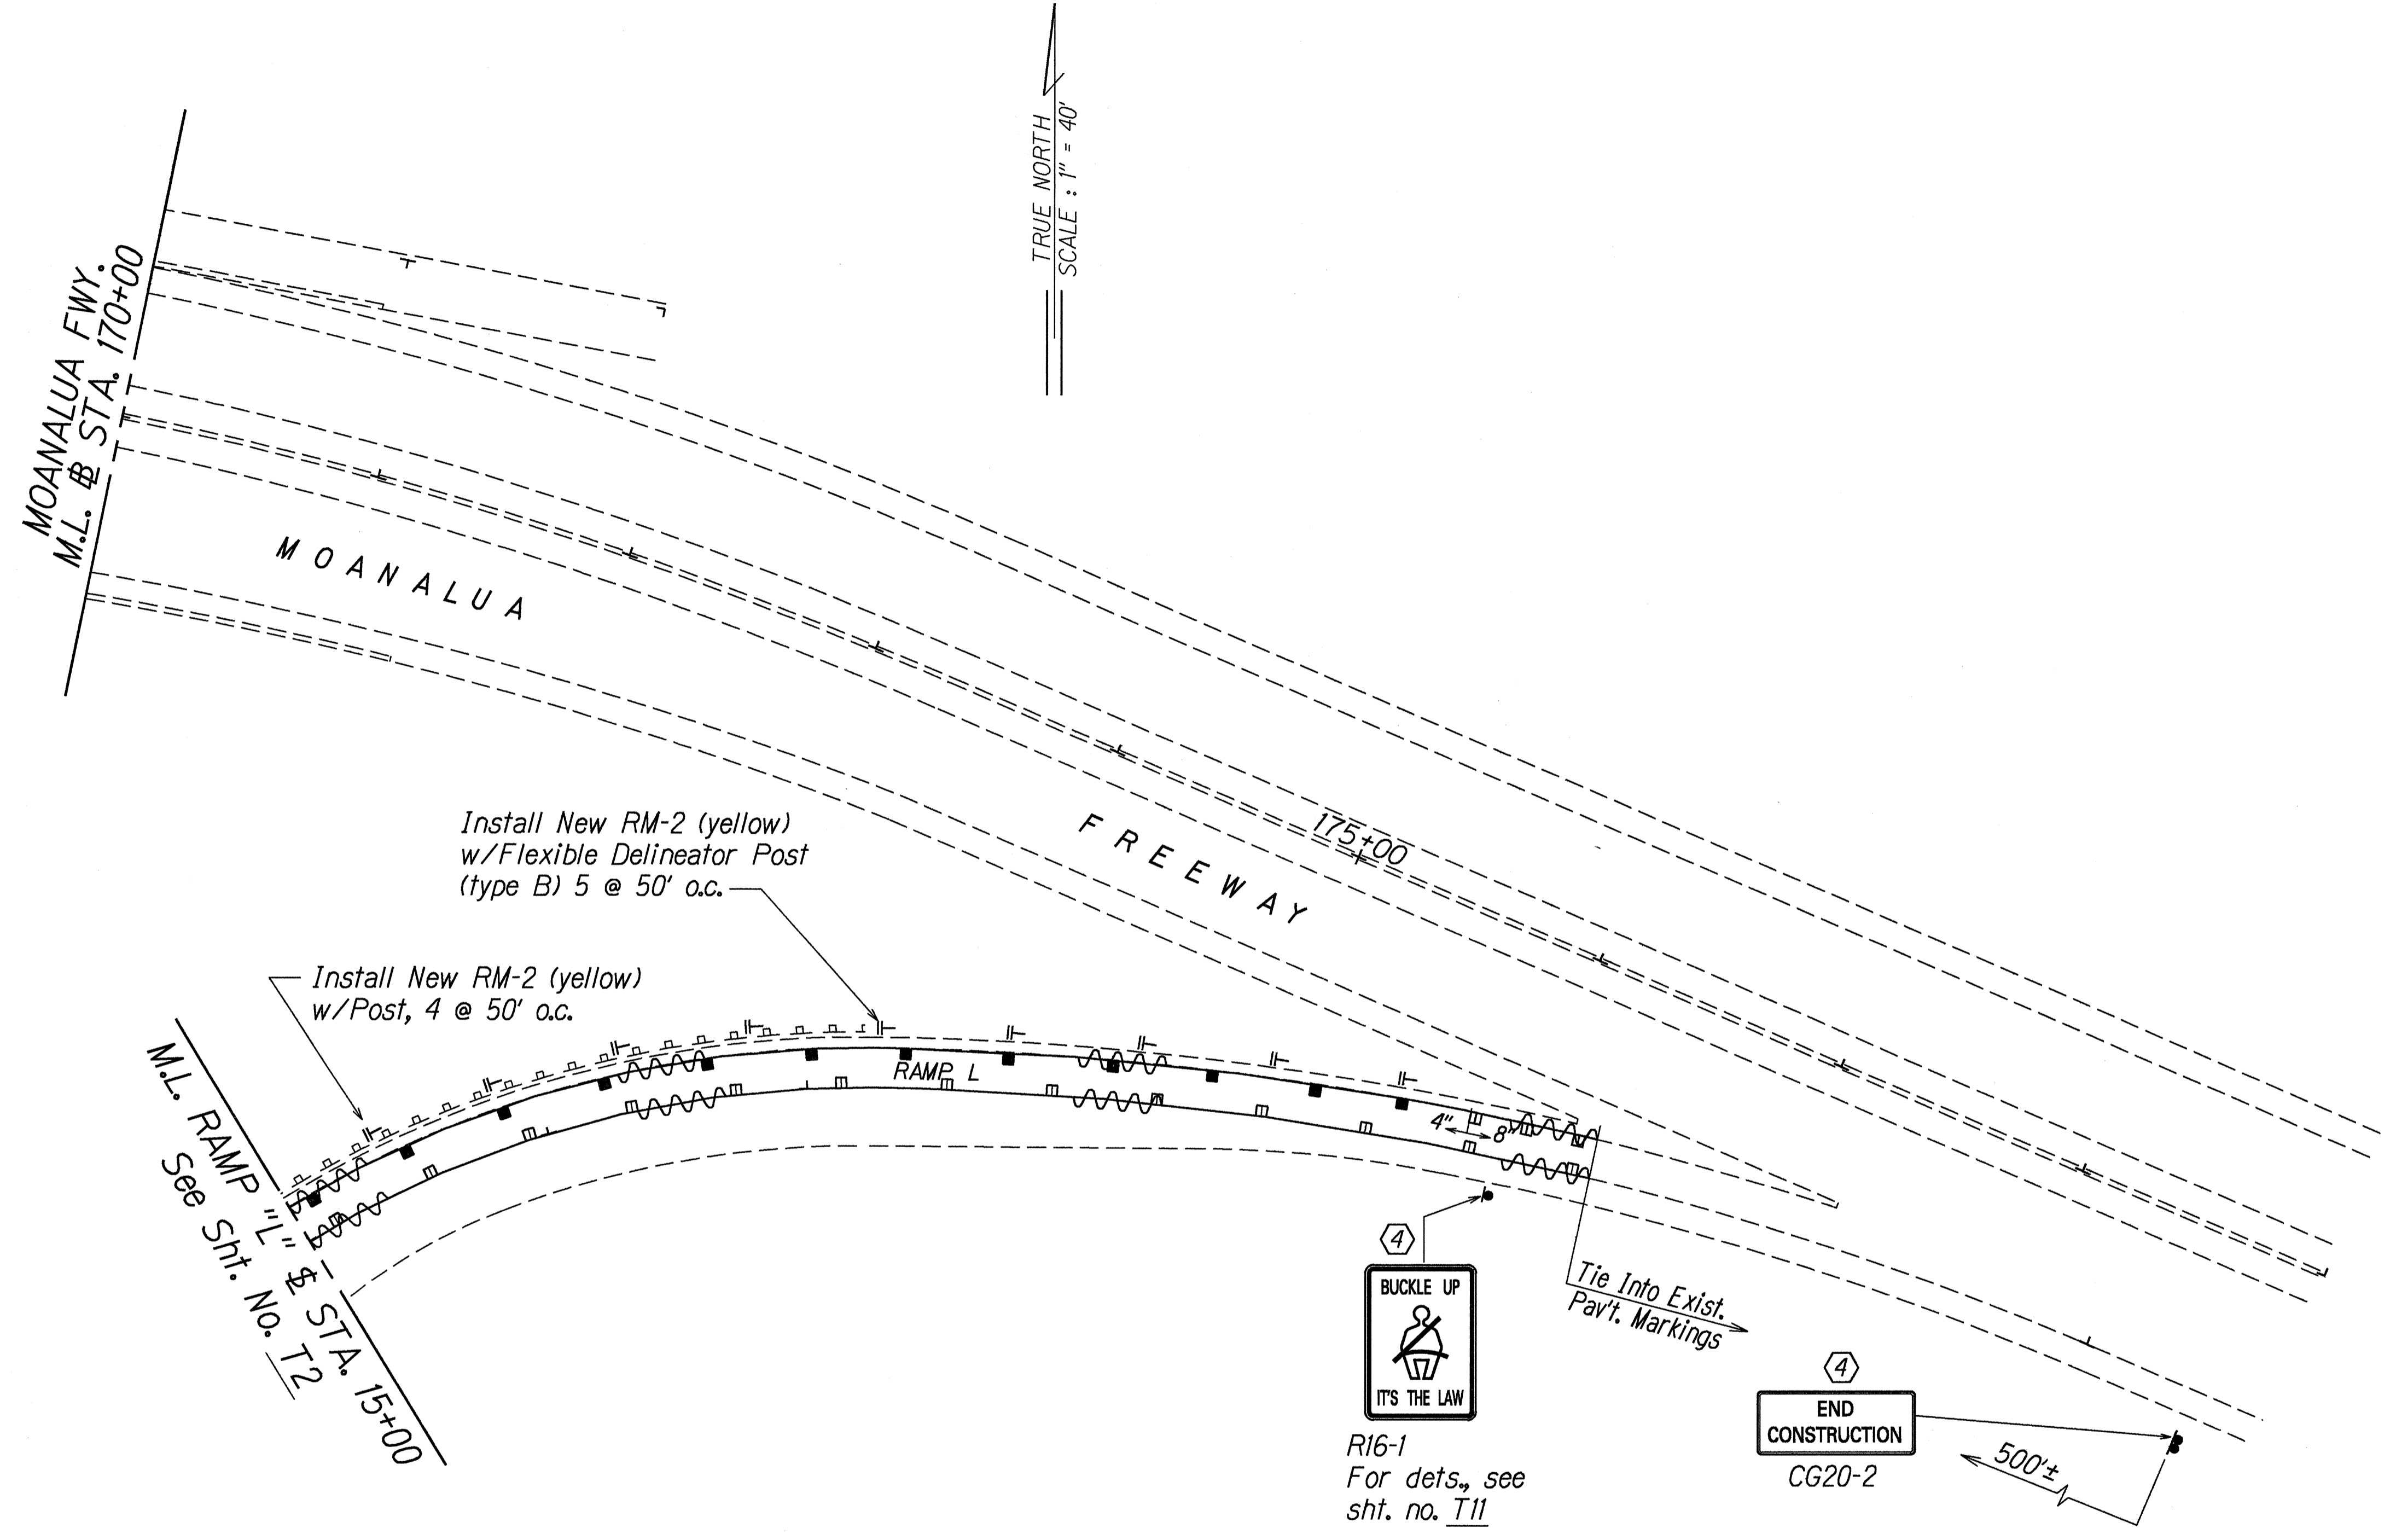 TRUE NORTH
SCALE : 1" = 40'
MOANALUA FWY.
M.L. B STA. 170+00
MOANALUA
FREEWAY
175+00
Install New RM-2 (yellow)
w/Flexible Delineator Post
(type B) 5 @ 50' o.c.
Install New RM-2 (yellow)
w/Post, 4 @ 50' o.c.
RAMP L
4"
8"
M.L. RAMP "L" STA. 15+00
See Sht. No. T2
4
BUCKLE UP
IT'S THE LAW
R16-1
For dets., see
sht. no. T11
Tie Into Exist.
Pav't. Markings
4
END
CONSTRUCTION
CG20-2
500'±